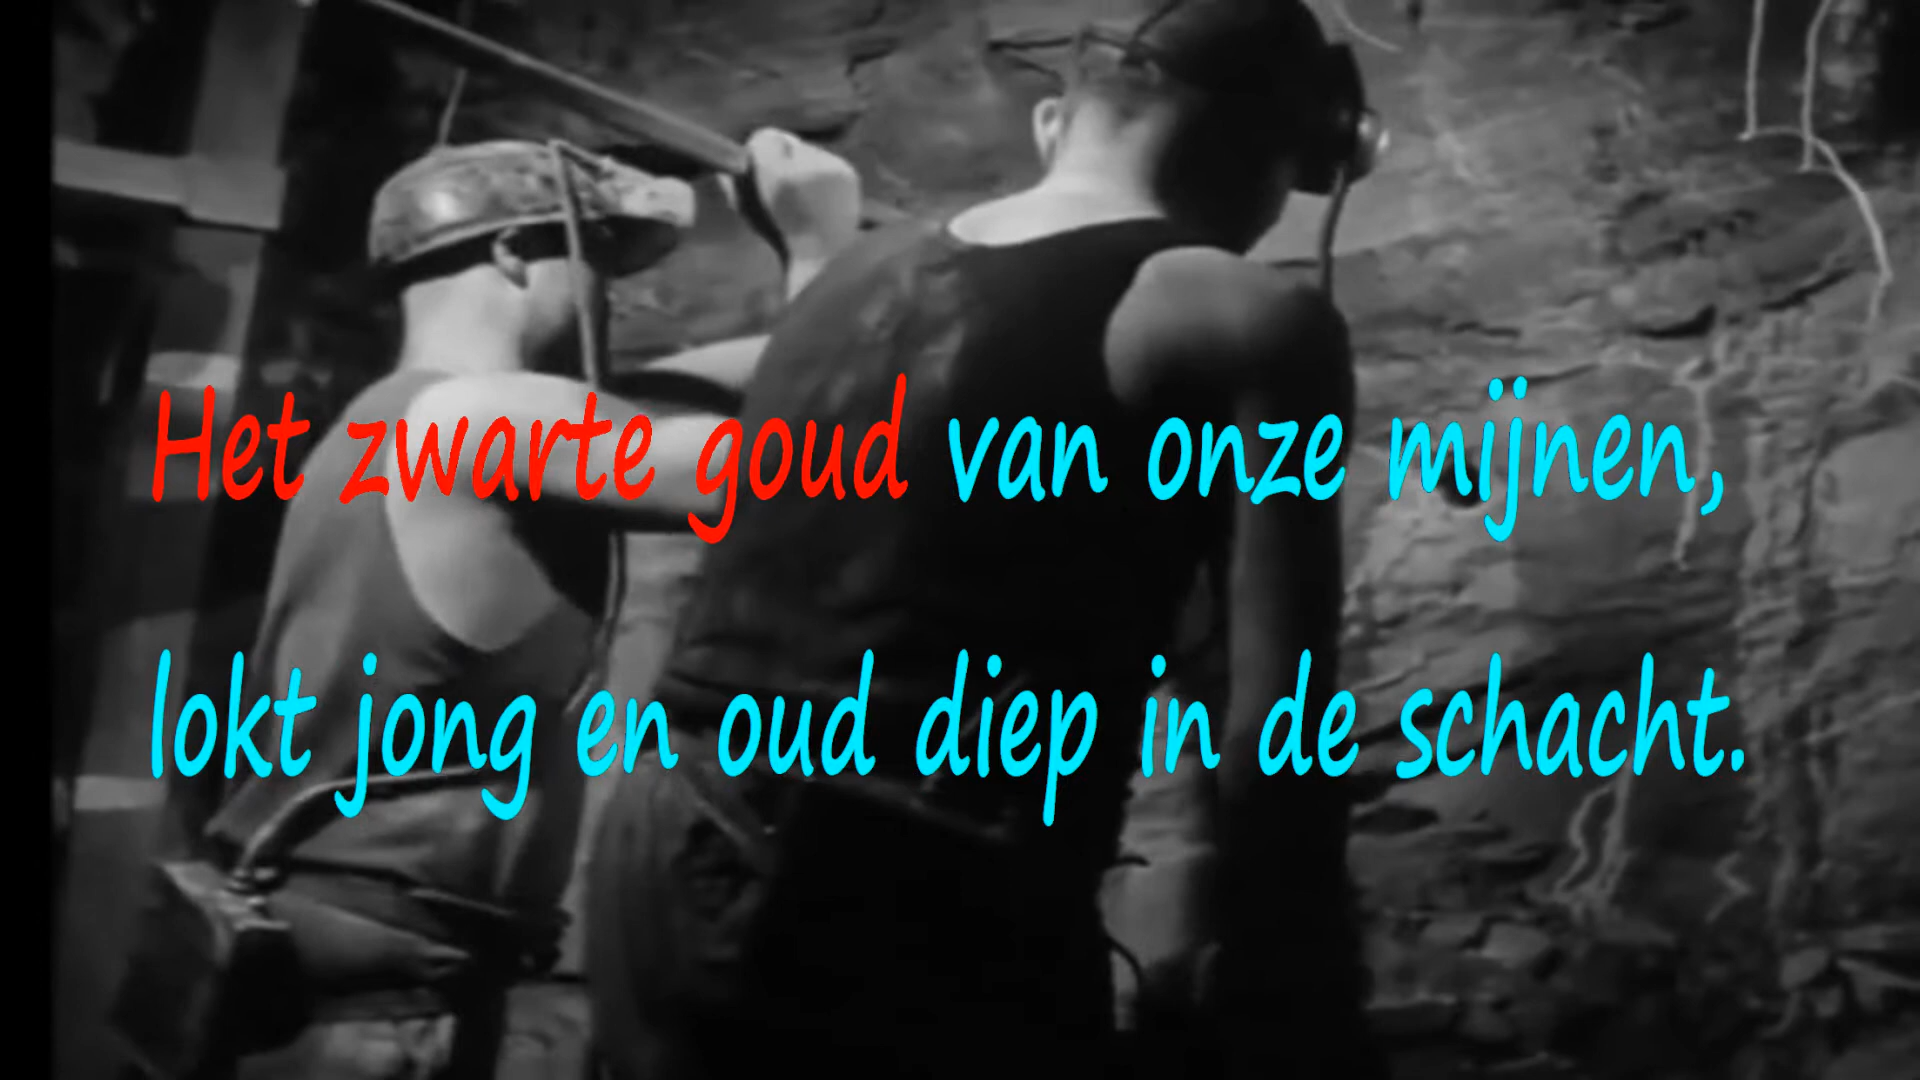 Het zwarte goud van onze mijnen,
lokt jong en oud diep in de schacht.